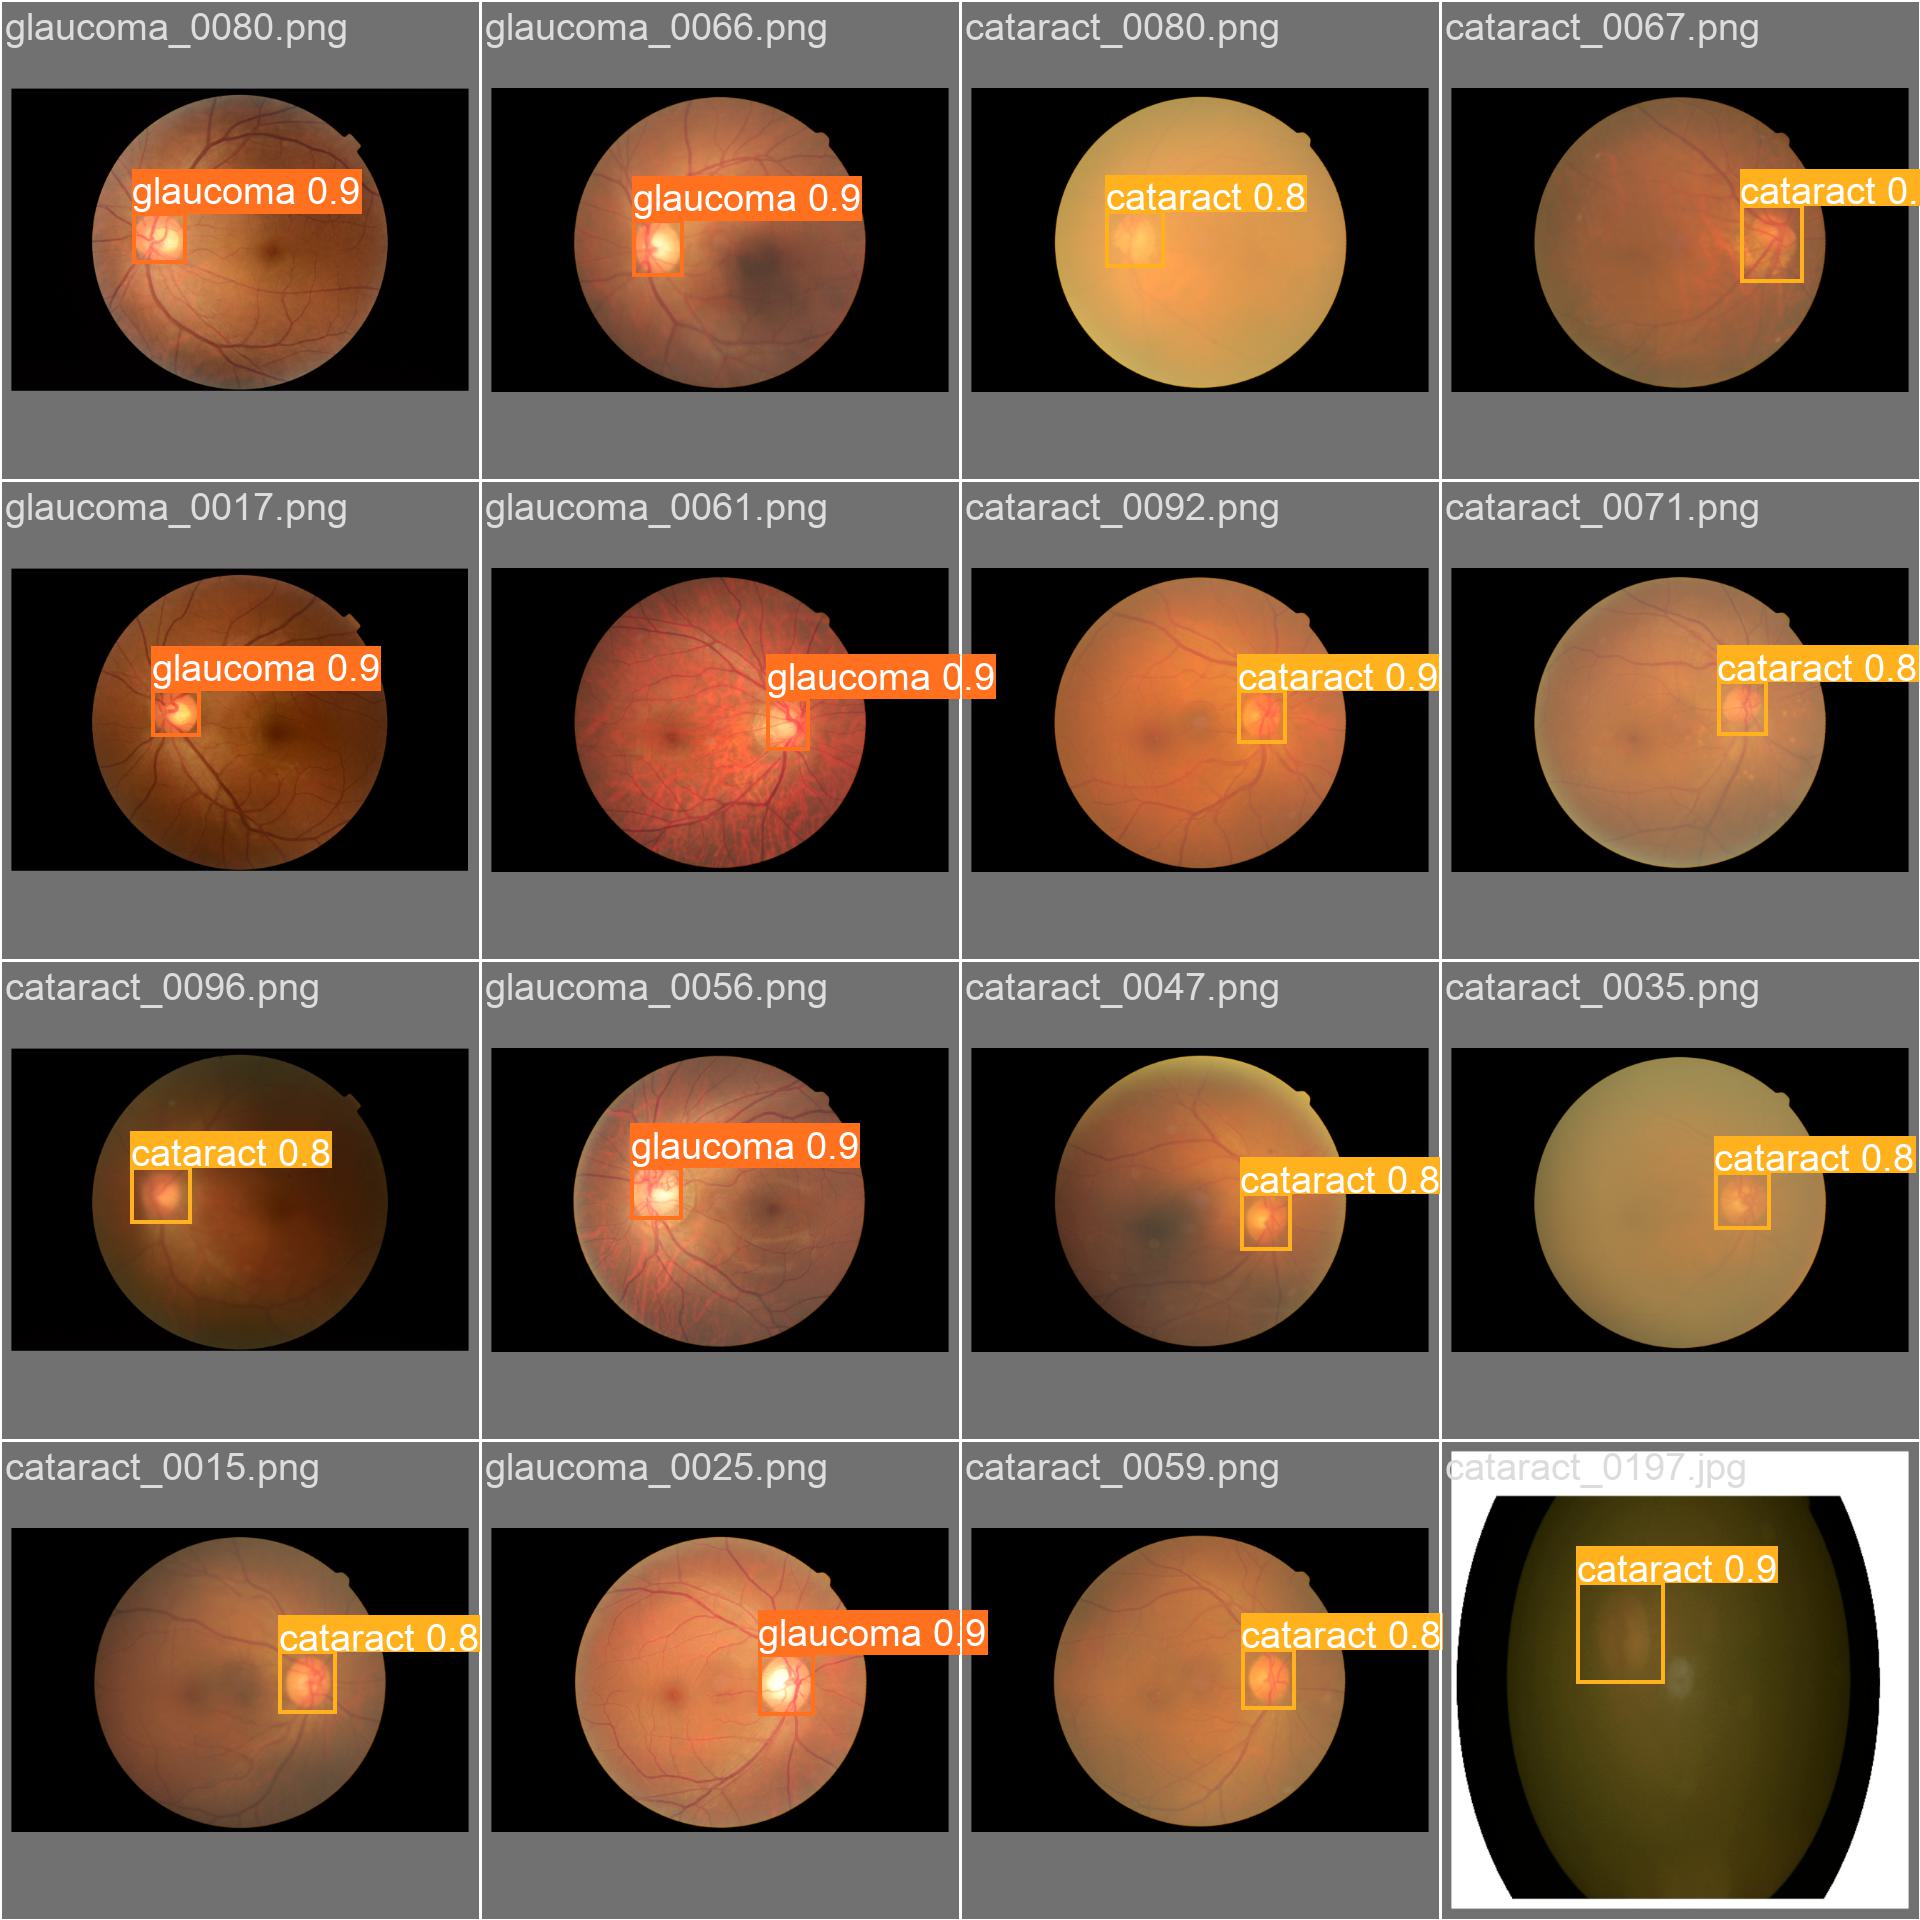 glaucoma_0080.png
glaucoma 0.9
glaucoma_0066.png
glaucoma 0.9
cataract_0080.png
cataract 0.8
cataract_0067.png
cataract 0.
glaucoma_0017.png
glaucoma 0.9
glaucoma_0061.png
glaucoma 0.9
cataract_0092.png
cataract 0.9
cataract_0071.png
cataract 0.8
cataract_0096.png
cataract 0.8
glaucoma_0056.png
glaucoma 0.9
cataract_0047.png
cataract 0.8
cataract_0035.png
cataract 0.8
cataract_0015.png
cataract 0.8
glaucoma_0025.png
glaucoma 0.9
cataract_0059.png
cataract 0.8
cataract_0197.jpg
cataract 0.9